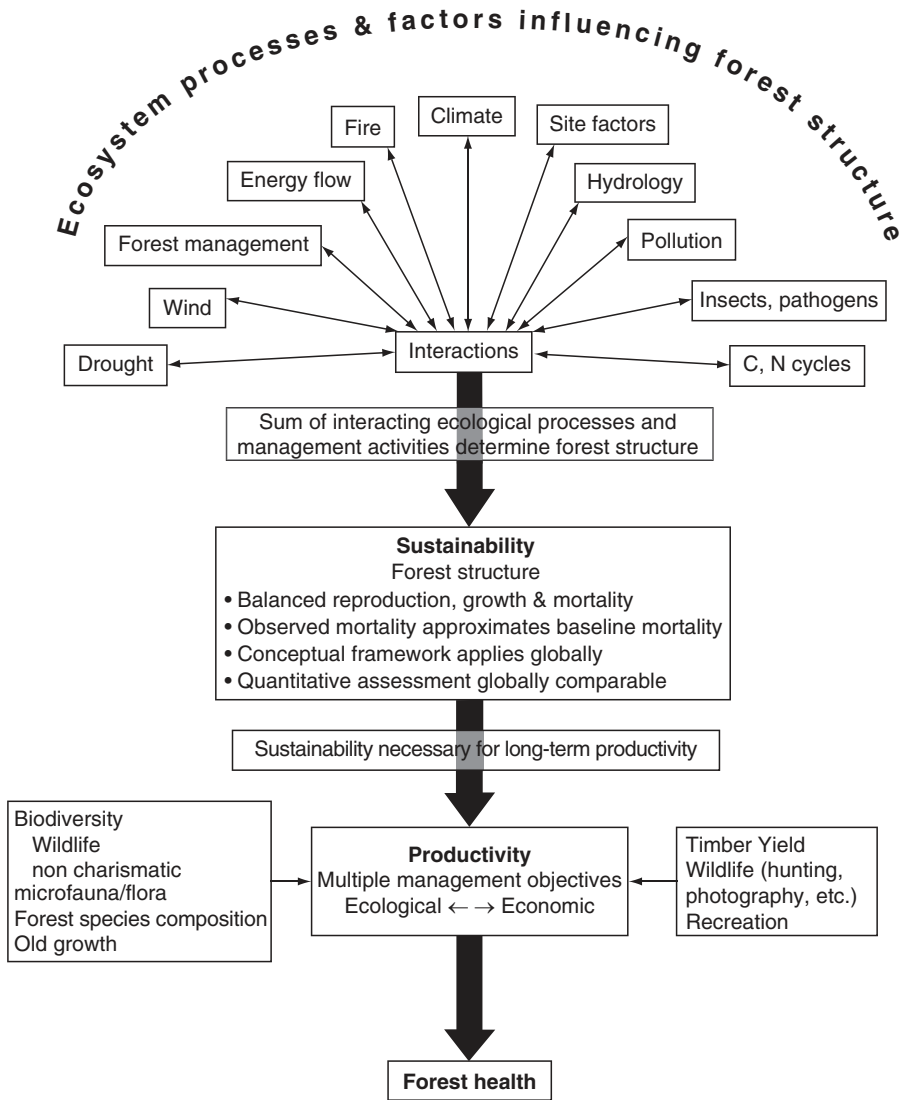 Ecosystem processes & factors influencing forest structure
Climate
Fire
Site factors
Energy flow
Hydrology
Forest management
Pollution
Wind
Insects, pathogens
Drought
Interactions
C, N cycles
Sum of interacting ecological processes and
management activities determine forest structure
Sustainability
Forest structure
• Balanced reproduction, growth & mortality
• Observed mortality approximates baseline mortality
• Conceptual framework applies globally
• Quantitative assessment globally comparable
Sustainability necessary for long-term productivity
Biodiversity
Wildlife
non charismatic
microfauna/flora
Forest species composition
Old growth
Productivity
Multiple management objectives
Ecological ← → Economic
Timber Yield
Wildlife (hunting,
photography, etc.)
Recreation
Forest health